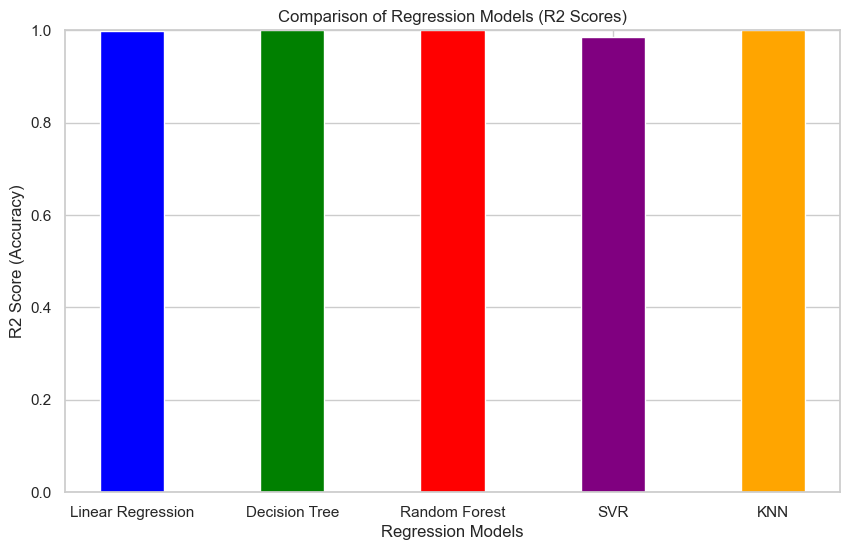 Comparison of Regression Models (R2 Scores)
R2 Score (Accuracy)
1.0
0.8
0.6
0.4
0.2
0.0
Linear Regression Decision Tree Random Forest SVR KNN
Regression Models